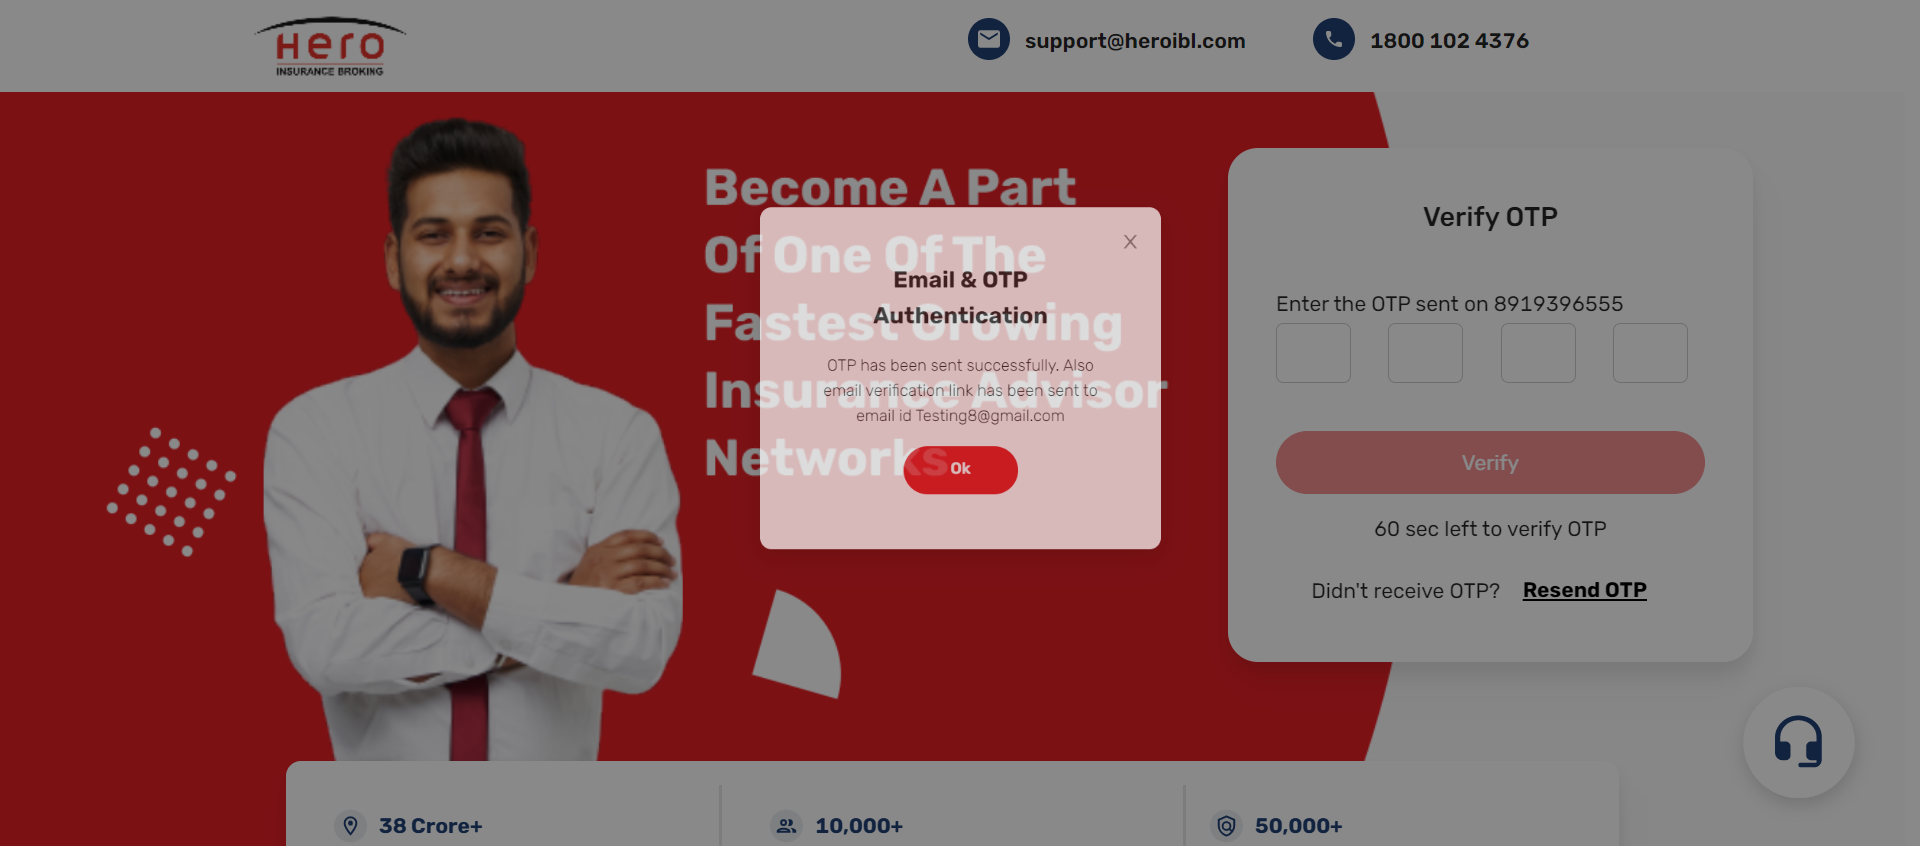 Hero
INSURANCE BROKING
support@heroibl.com
1800 102 4376
Become A Part
Of One Of The
Fastest Growing
Insurance Advisor
Networks
Email & OTP
Authentication
OTP has been sent successfully. Also
email verification link has been sent to
email id Testing8@gmail.com
Ok
Verify OTP
Enter the OTP sent on 8919396555
Verify
60 sec left to verify OTP
Didn't receive OTP? Resend OTP
38 Crore+
10,000+
50,000+